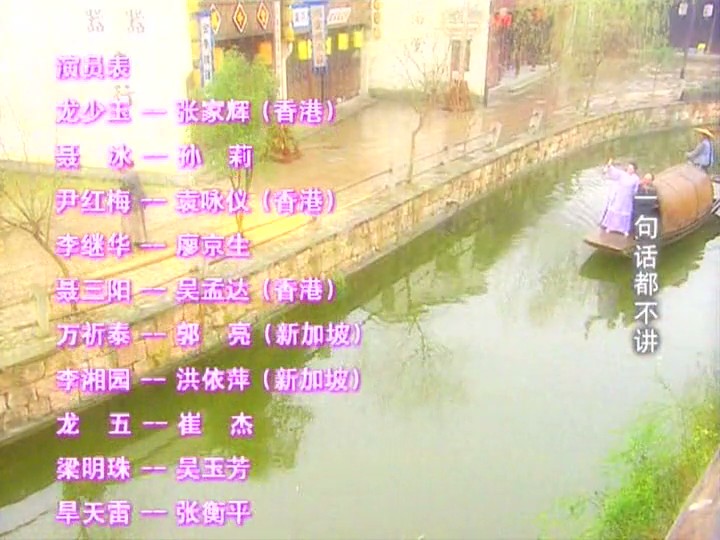 演员表
龙少玉 -- 张家辉（香港）
聂　冰 -- 孙　莉
尹红梅 -- 袁咏仪（香港）
李继华 -- 廖京生
聂三阳 -- 吴孟达（香港）
万祈泰 -- 郭　亮（新加坡）
李湘园 -- 洪依萍（新加坡）
龙　五 -- 崔　杰
梁明珠 -- 吴玉芳
旱天雷 -- 张衡平
一句话都不讲